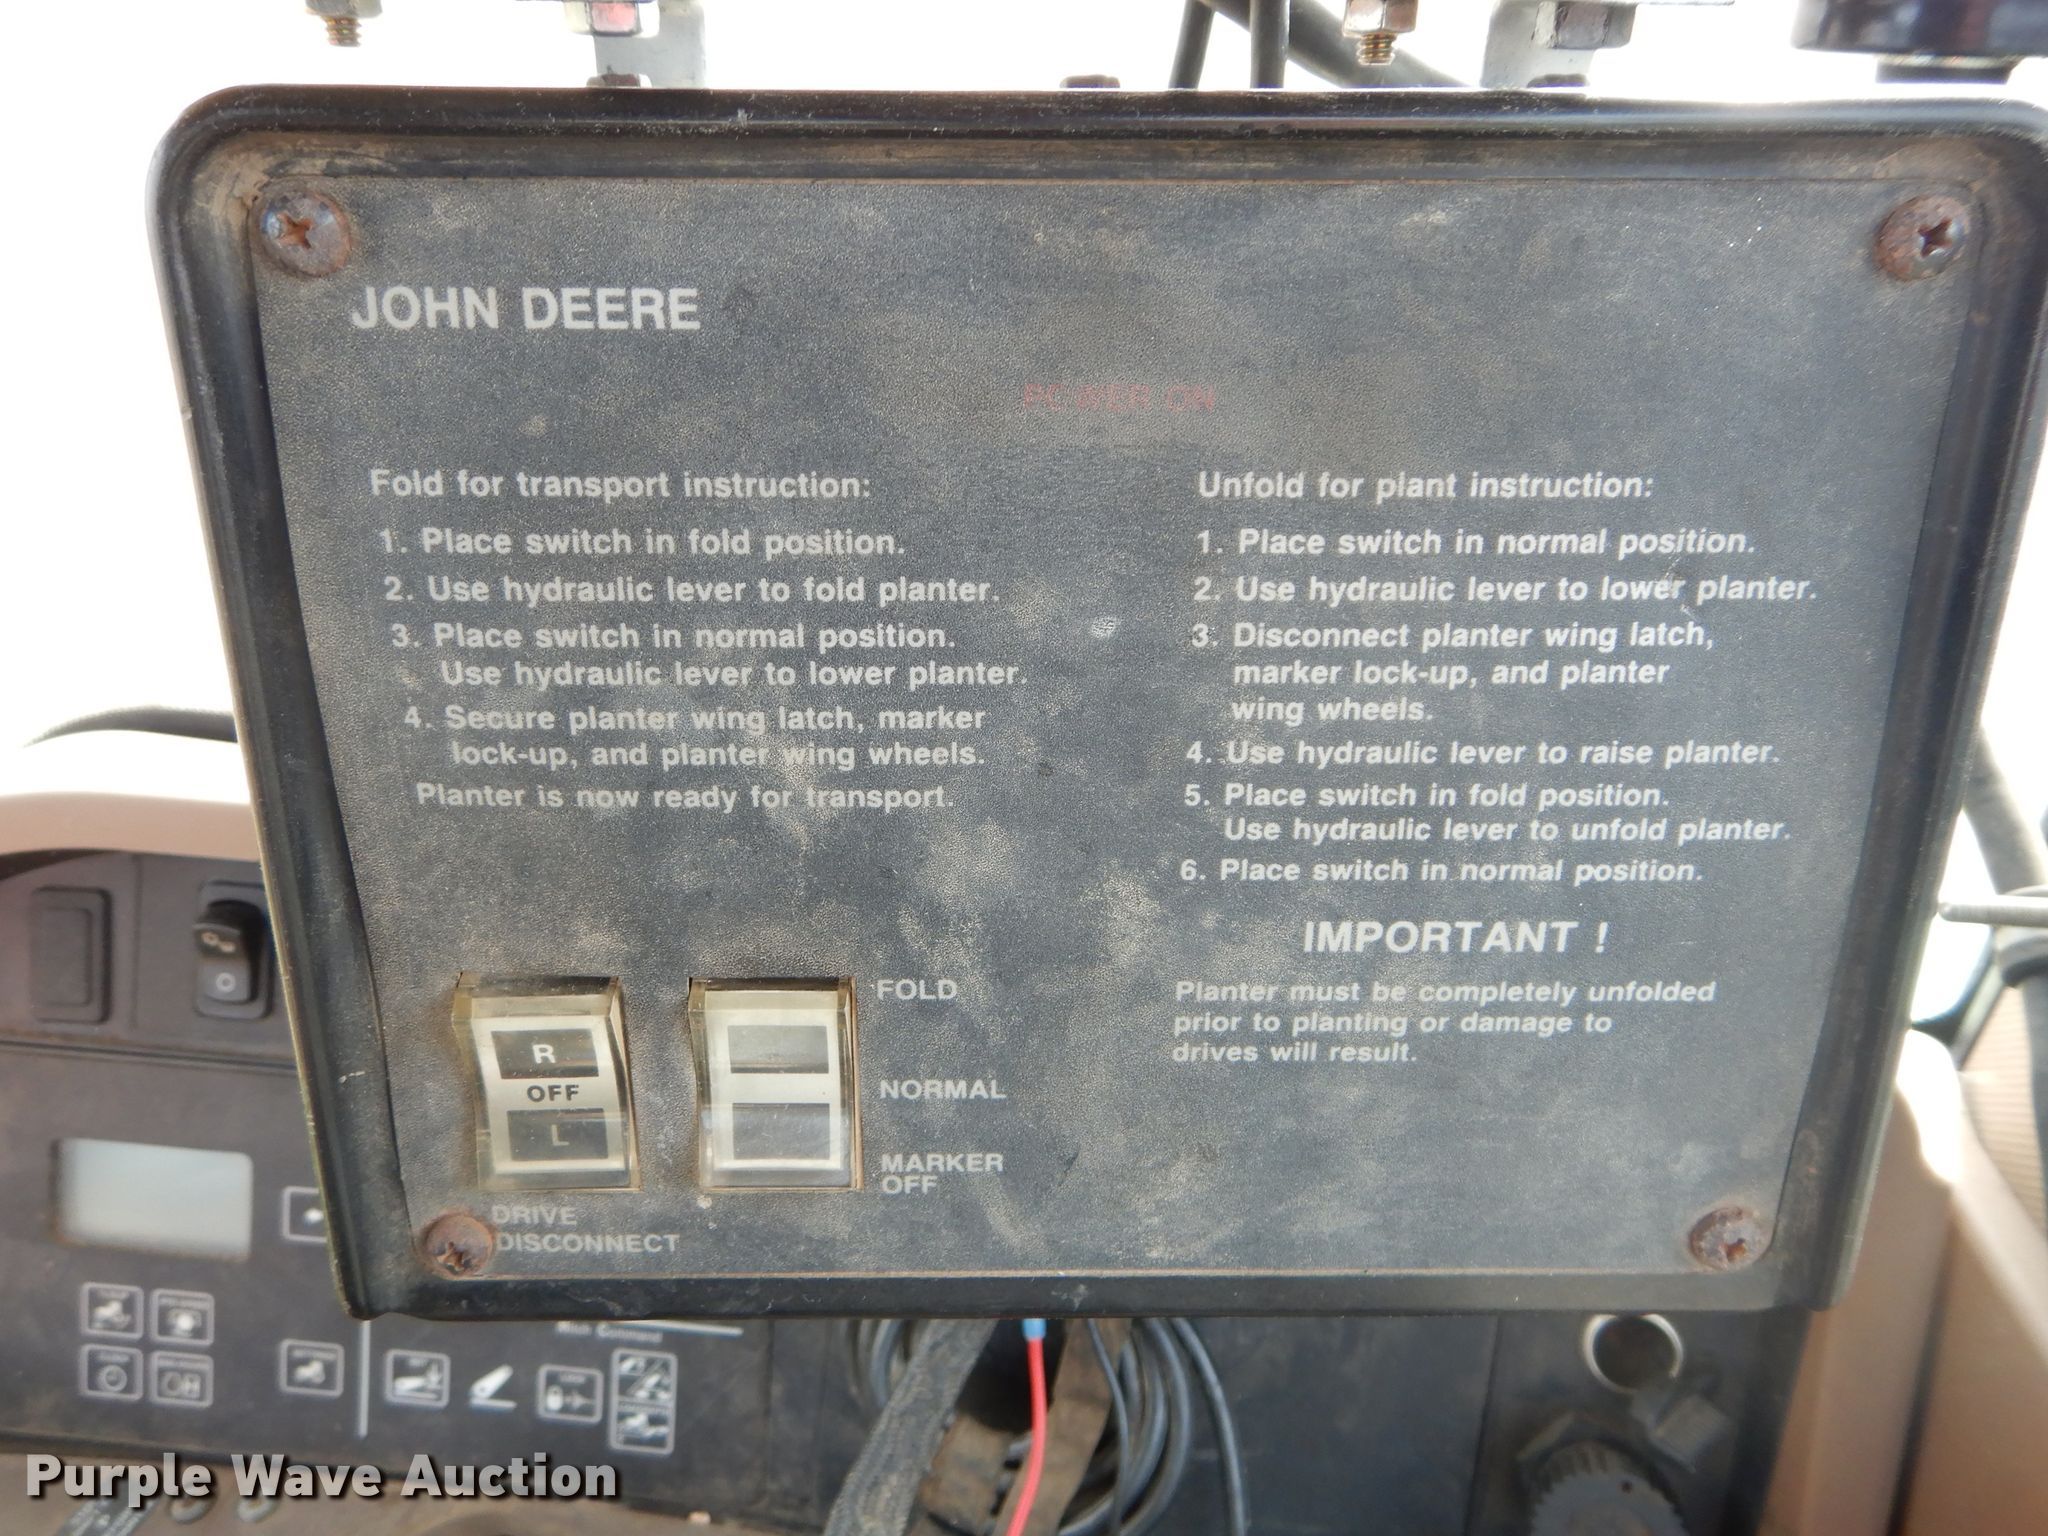 JOHN DEERE
POWER ON
Fold for transport instruction:
1. Place switch in fold position.
2. Use hydraulic lever to fold planter.
3. Place switch in normal position.
Use hydraulic lever to lower planter.
4. Secure planter wing latch, marker
lock-up, and planter wing wheels.
Planter is now ready for transport.
Unfold for plant instruction:
1. Place switch in normal position.
2. Use hydraulic lever to lower planter.
3. Disconnect planter wing latch,
marker lock-up, and planter
wing wheels.
4. Use hydraulic lever to raise planter.
5. Place switch in fold position.
Use hydraulic lever to unfold planter.
6. Place switch in normal position.
IMPORTANT !
Planter must be completely unfolded
prior to planting or damage to
drives will result.
R
OFF
L
DRIVE
DISCONNECT
FOLD
NORMAL
MARKER
OFF
Command
Purple Wave Auction